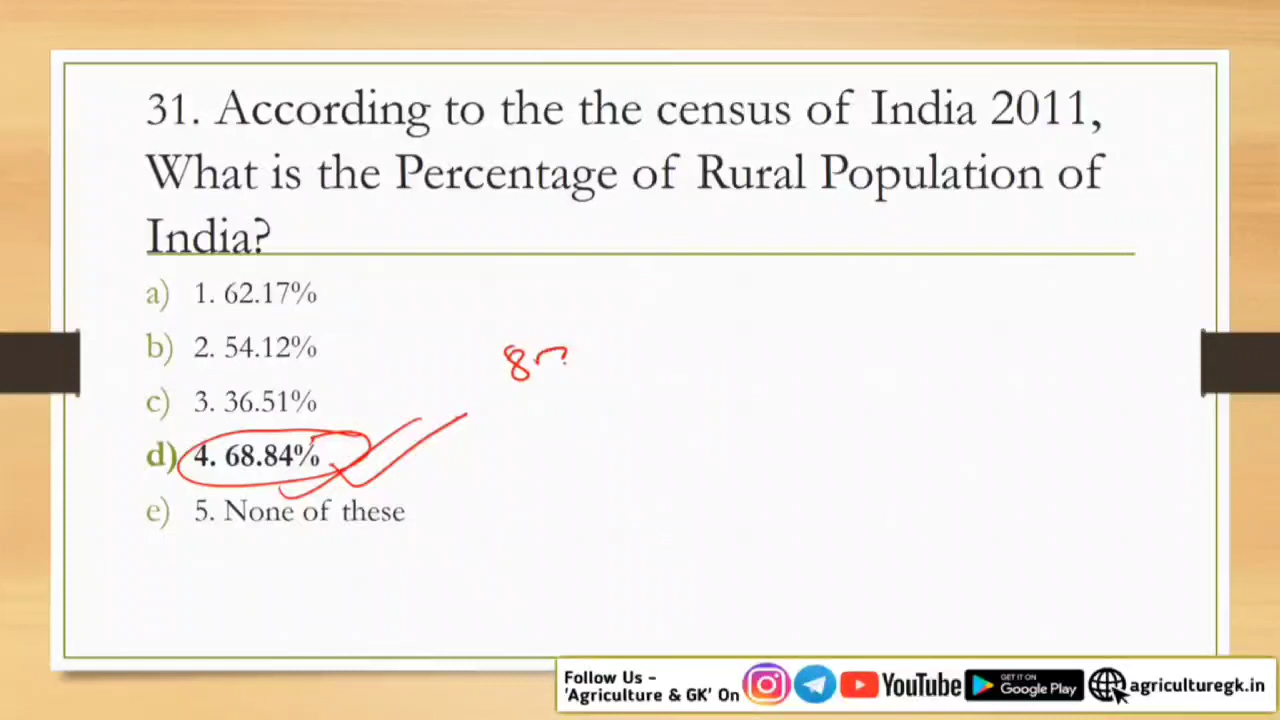 31. According to the the census of India 2011,
What is the Percentage of Rural Population of
India?
a) 1. 62.17%
b) 2. 54.12%
c) 3. 36.51%
d) 4. 68.84%
e) 5. None of these
Follow Us -
'Agriculture & GK' On
YouTube
GET IT ON
Google Play
agriculturegk.in